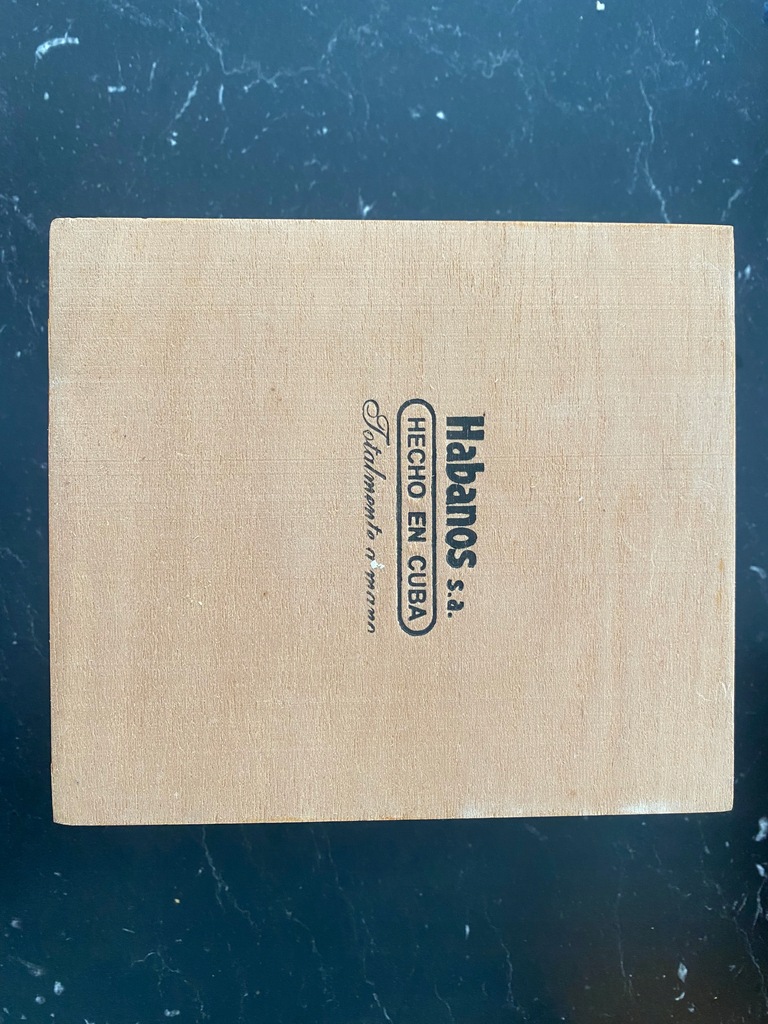 Habanos s.a.
HECHO EN CUBA
Totalmente a mano